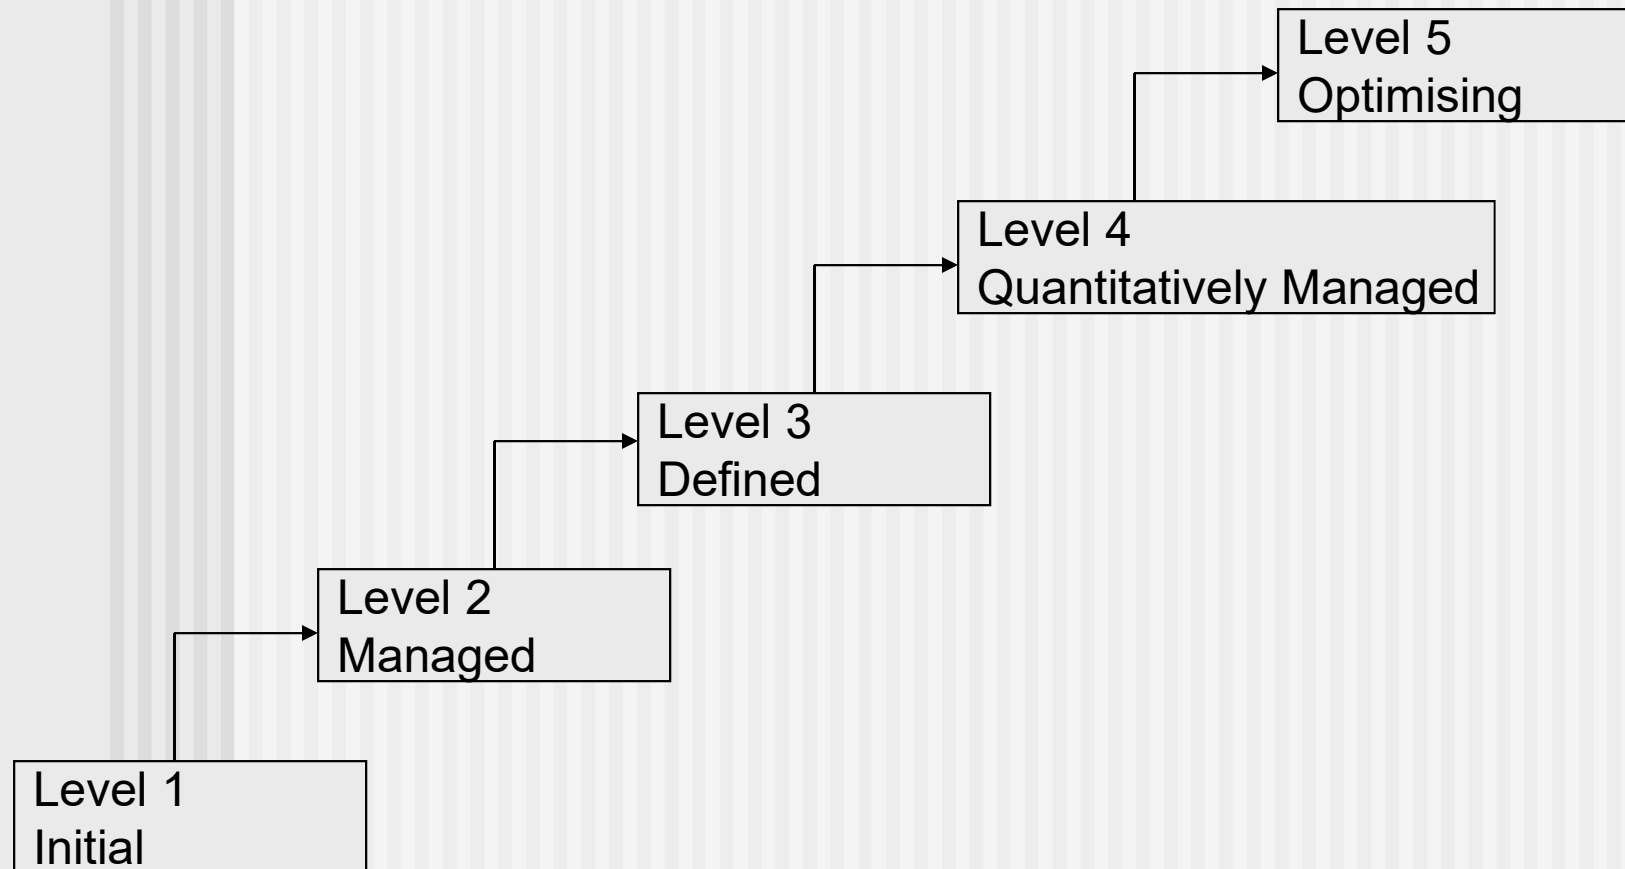 Level 5
Optimising
Level 4
Quantitatively Managed
Level 3
Defined
Level 2
Managed
Level 1
Initial